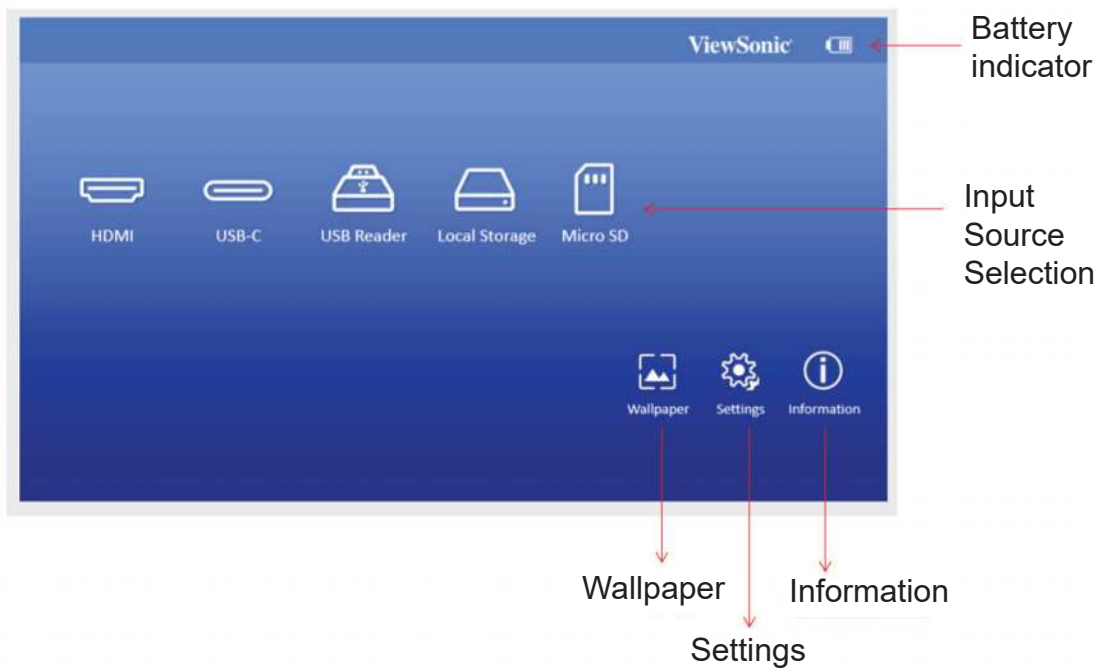 ViewSonic
Battery
indicator
HDMI
USB-C
USB Reader
Local Storage
Micro SD
Input
Source
Selection
Wallpaper
Settings
Information
Wallpaper
Information
Settings